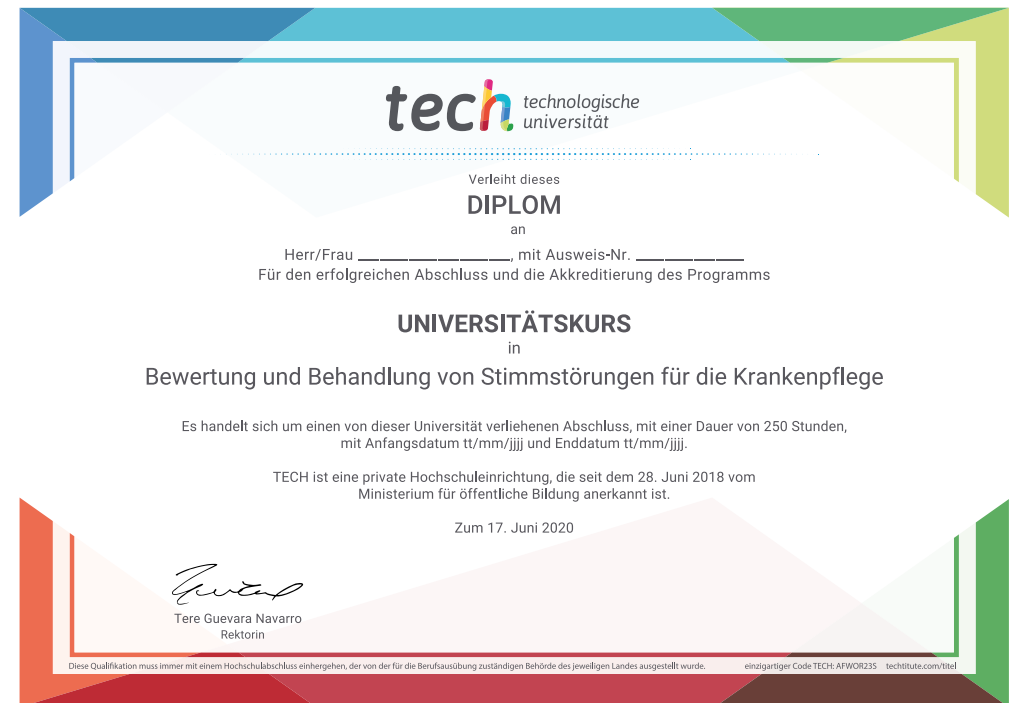 tech technologische
universität
Verleiht dieses
DIPLOM
an
Herr/Frau ________________, mit Ausweis-Nr. ____________
Für den erfolgreichen Abschluss und die Akkreditierung des Programms
UNIVERSITÄTSKURS
in
Bewertung und Behandlung von Stimmstörungen für die Krankenpflege
Es handelt sich um einen von dieser Universität verliehenen Abschluss, mit einer Dauer von 250 Stunden,
mit Anfangsdatum tt/mm/jjjj und Enddatum tt/mm/jjjj.
TECH ist eine private Hochschuleinrichtung, die seit dem 28. Juni 2018 vom
Ministerium für öffentliche Bildung anerkannt ist.
Zum 17. Juni 2020
Tere Guevara Navarro
Rektorin
Diese Qualifikation muss immer mit einem Hochschulabschluss einhergehen, der von der für die Berufsausübung zuständigen Behörde des jeweiligen Landes ausgestellt wurde. einzigartiger Code TECH: AFWOR23S techtitute.com/titel